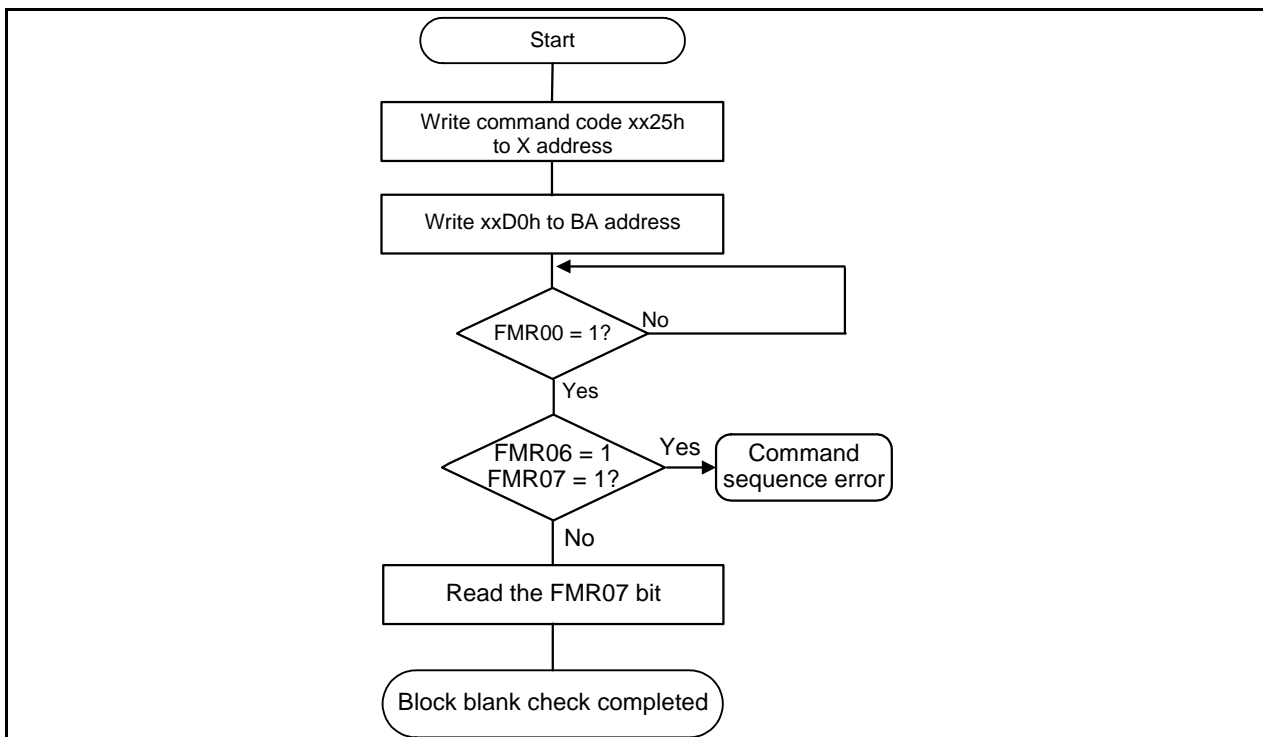 Start
Write command code xx25h
to X address
Write xxD0h to BA address
FMR00 = 1?
No
Yes
FMR06 = 1
FMR07 = 1?
Yes
Command
sequence error
No
Read the FMR07 bit
Block blank check completed